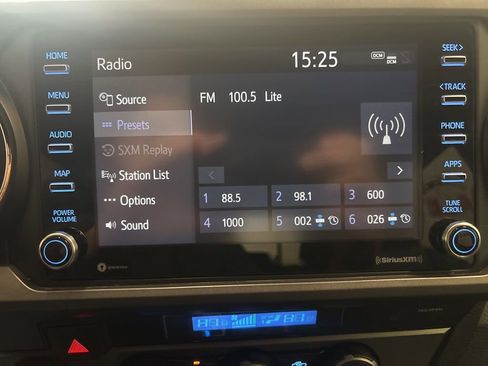 HOME
MENU
AUDIO
MAP
POWER
VOLUME
Radio
15:25
DCM
DCM
Source
Presets
SXM Replay
Station List
Options
Sound
FM 100.5 Lite
1 88.5
2 98.1
3 600
4 1000
5 002
6 026
SEEK >
< TRACK
PHONE
APPS
TUNE
SCROLL
SiriusXM